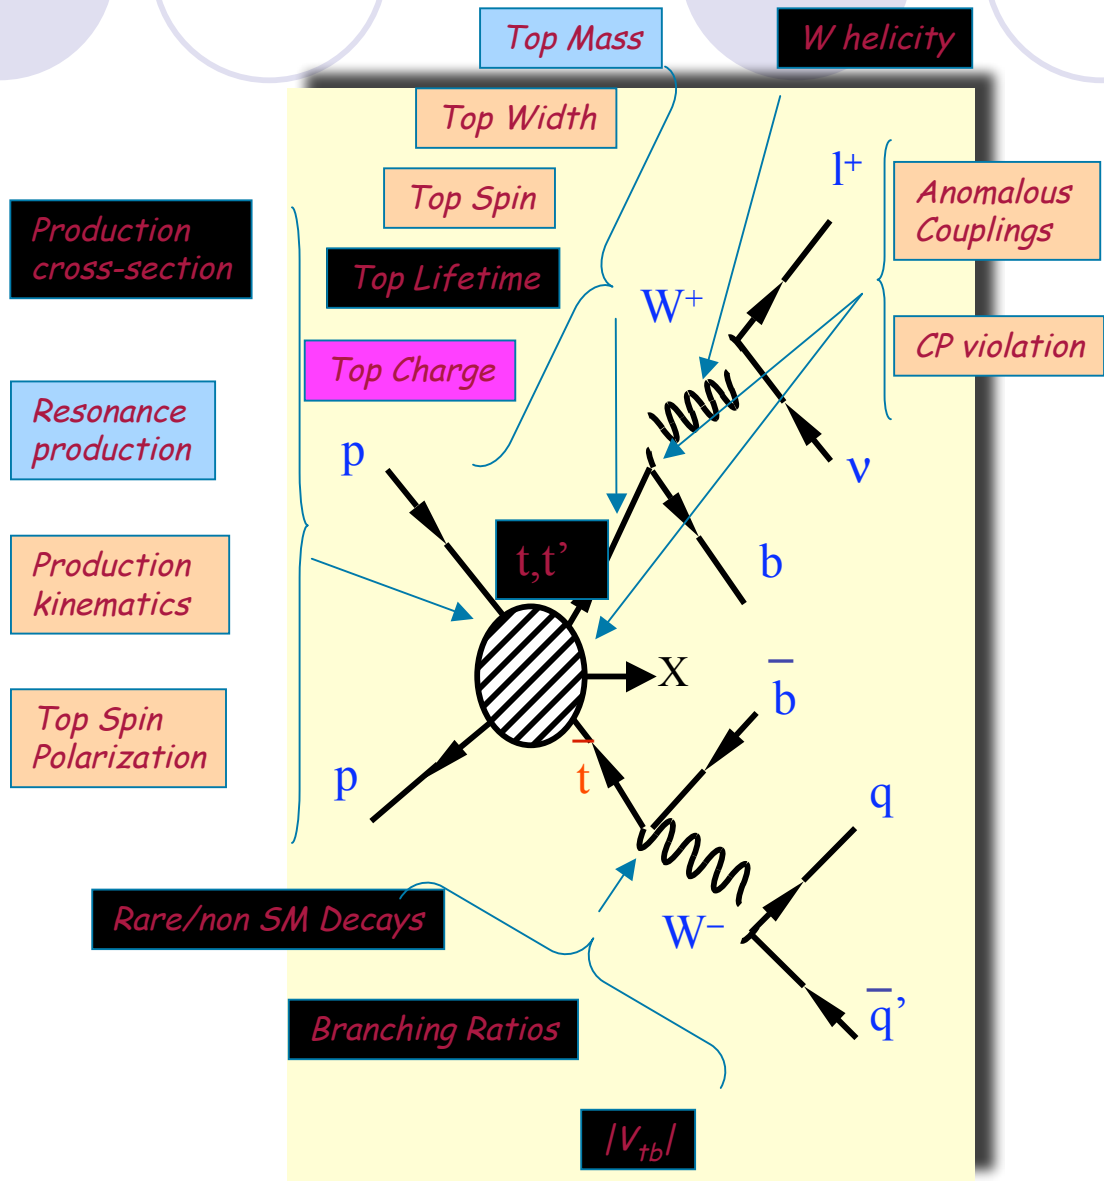 Top Mass
W helicity
Top Width
l⁺
Anomalous
Couplings
Top Spin
Production
cross-section
Top Lifetime
W⁺
CP violation
Top Charge
Resonance
production
p
ν
t,t’
b
Production
kinematics
X
b̅
Top Spin
Polarization
p
t̅
q
Rare/non SM Decays
W⁻
q̅’
Branching Ratios
|V_tb|